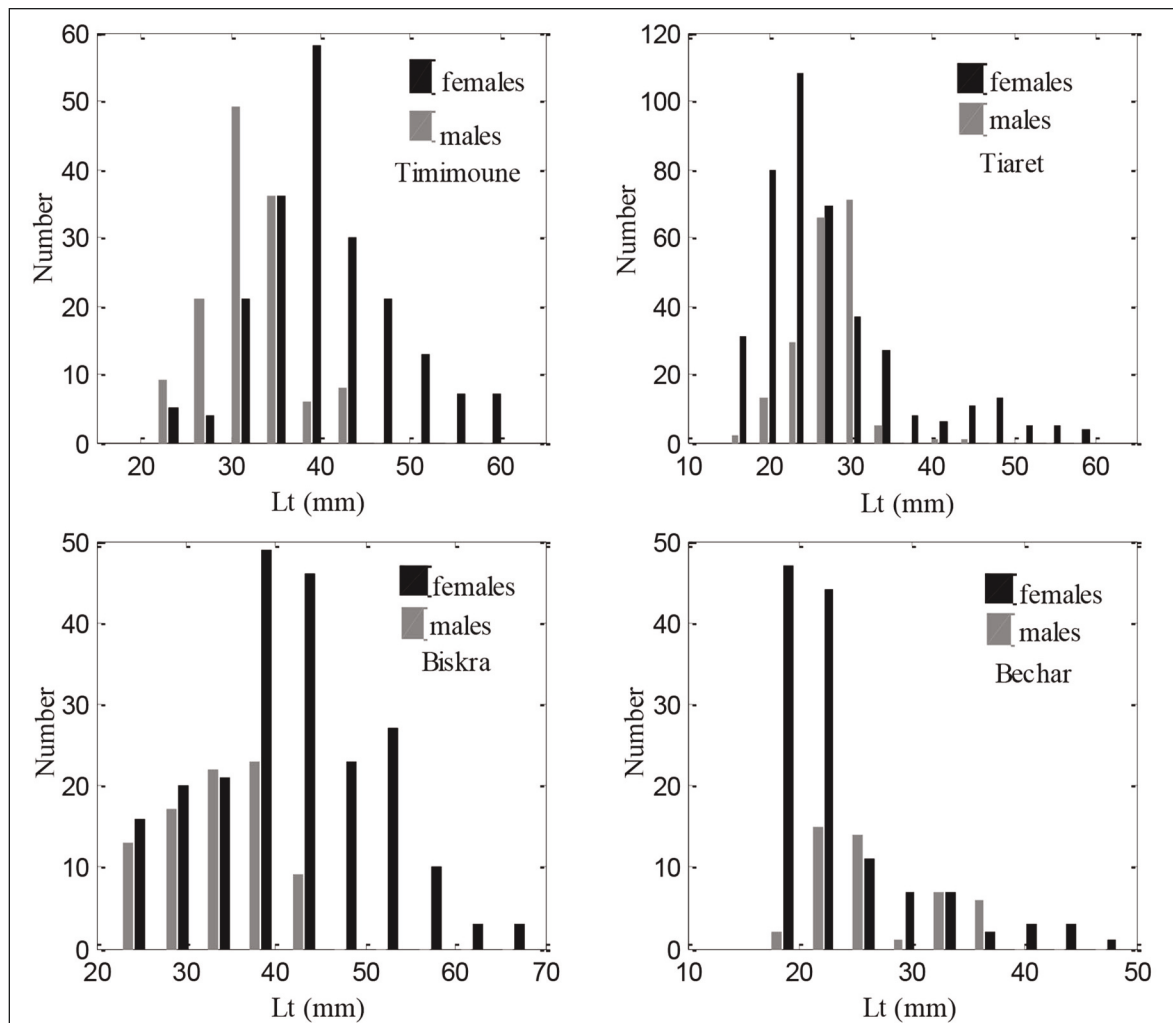 60
50
40
30
20
10
0
Number
females
males
Timimoune
20 30 40 50 60
Lt (mm)
120
100
80
60
40
20
0
Number
females
males
Tiaret
10 20 30 40 50 60
Lt (mm)
50
40
30
20
10
0
Number
females
males
Biskra
20 30 40 50 60 70
Lt (mm)
50
40
30
20
10
0
Number
females
males
Bechar
10 20 30 40 50
Lt (mm)